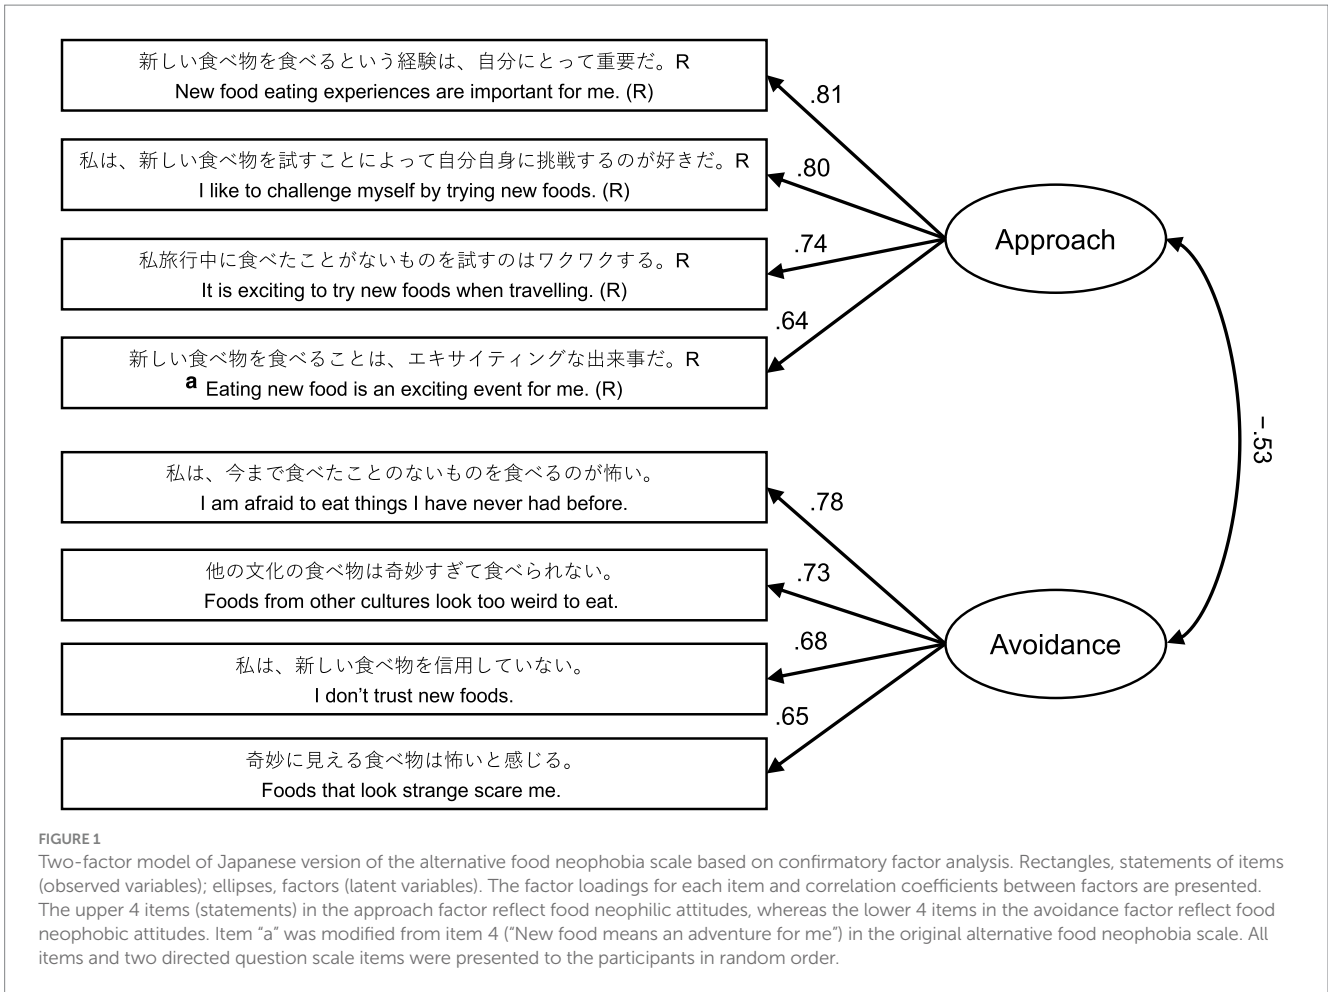 新しい食べ物を食べるという経験は、自分にとって重要だ。R
New food eating experiences are important for me. (R)
.81
私は、新しい食べ物を試すことによって自分自身に挑戦するのが好きだ。R
I like to challenge myself by trying new foods. (R)
.80
私旅行中に食べたことがないものを試すのはワクワクする。R
It is exciting to try new foods when travelling. (R)
.74
新しい食べ物を食べることは、エキサイティングな出来事だ。R
a Eating new food is an exciting event for me. (R)
.64
Approach
私は、今まで食べたことのないものを食べるのが怖い。
I am afraid to eat things I have never had before.
.78
他の文化の食べ物は奇妙すぎて食べられない。
Foods from other cultures look too weird to eat.
.73
私は、新しい食べ物を信用していない。
I don't trust new foods.
.68
奇妙に見える食べ物は怖いと感じる。
Foods that look strange scare me.
.65
Avoidance
−.53
FIGURE 1
Two-factor model of Japanese version of the alternative food neophobia scale based on confirmatory factor analysis. Rectangles, statements of items
(observed variables); ellipses, factors (latent variables). The factor loadings for each item and correlation coefficients between factors are presented.
The upper 4 items (statements) in the approach factor reflect food neophilic attitudes, whereas the lower 4 items in the avoidance factor reflect food
neophobic attitudes. Item “a” was modified from item 4 (“New food means an adventure for me”) in the original alternative food neophobia scale. All
items and two directed question scale items were presented to the participants in random order.